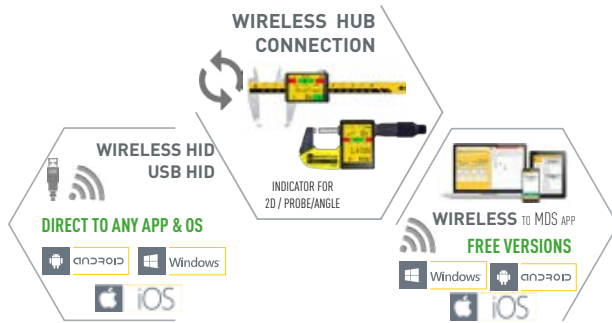 WIRELESS HUB
CONNECTION
INDICATOR FOR
2D / PROBE/ANGLE
WIRELESS HID
USB HID
DIRECT TO ANY APP & OS
android
Windows
iOS
WIRELESS TO MDS APP
FREE VERSIONS
Windows
android
iOS